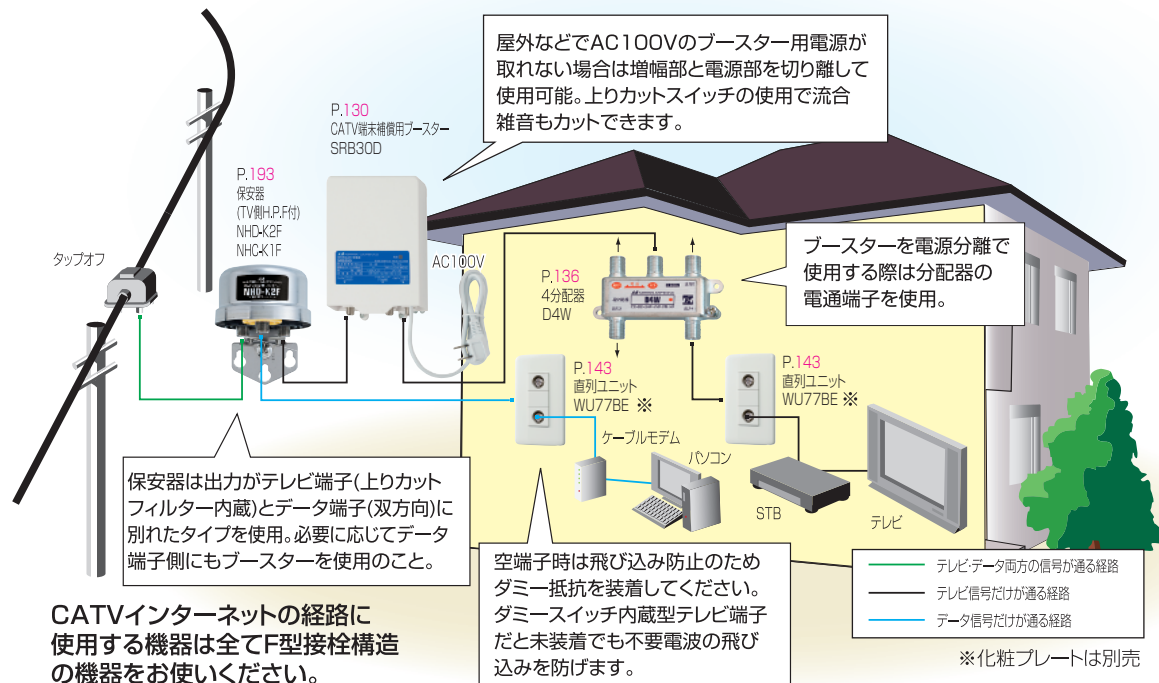 屋外などでAC100Vのブースター用電源が
取れない場合は増幅部と電源部を切り離して
使用可能。上りカットスイッチの使用で流合
雑音もカットできます。
P.130
CATV端末補償用ブースター
SRB30D
P.193
保安器
(TV側H.P.F付)
NHD-K2F
NHC-K1F
タップオフ
NHD-K2F
AC100V
P.136
4分配器
D4W
D4W
ブースターを電源分離で
使用する際は分配器の
電通端子を使用。
P.143
直列ユニット
WU77BE ※
P.143
直列ユニット
WU77BE ※
ケーブルモデム
パソコン
STB
テレビ
保安器は出力がテレビ端子(上りカット
フィルター内蔵)とデータ端子(双方向)に
別れたタイプを使用。必要に応じてデータ
端子側にもブースターを使用のこと。
空端子時は飛び込み防止のため
ダミー抵抗を装着してください。
ダミースイッチ内蔵型テレビ端子
だと未装着でも不要電波の飛び
込みを防げます。
テレビ・データ両方の信号が通る経路
テレビ信号だけが通る経路
データ信号だけが通る経路
CATVインターネットの経路に
使用する機器は全てF型接栓構造
の機器をお使いください。
※化粧プレートは別売